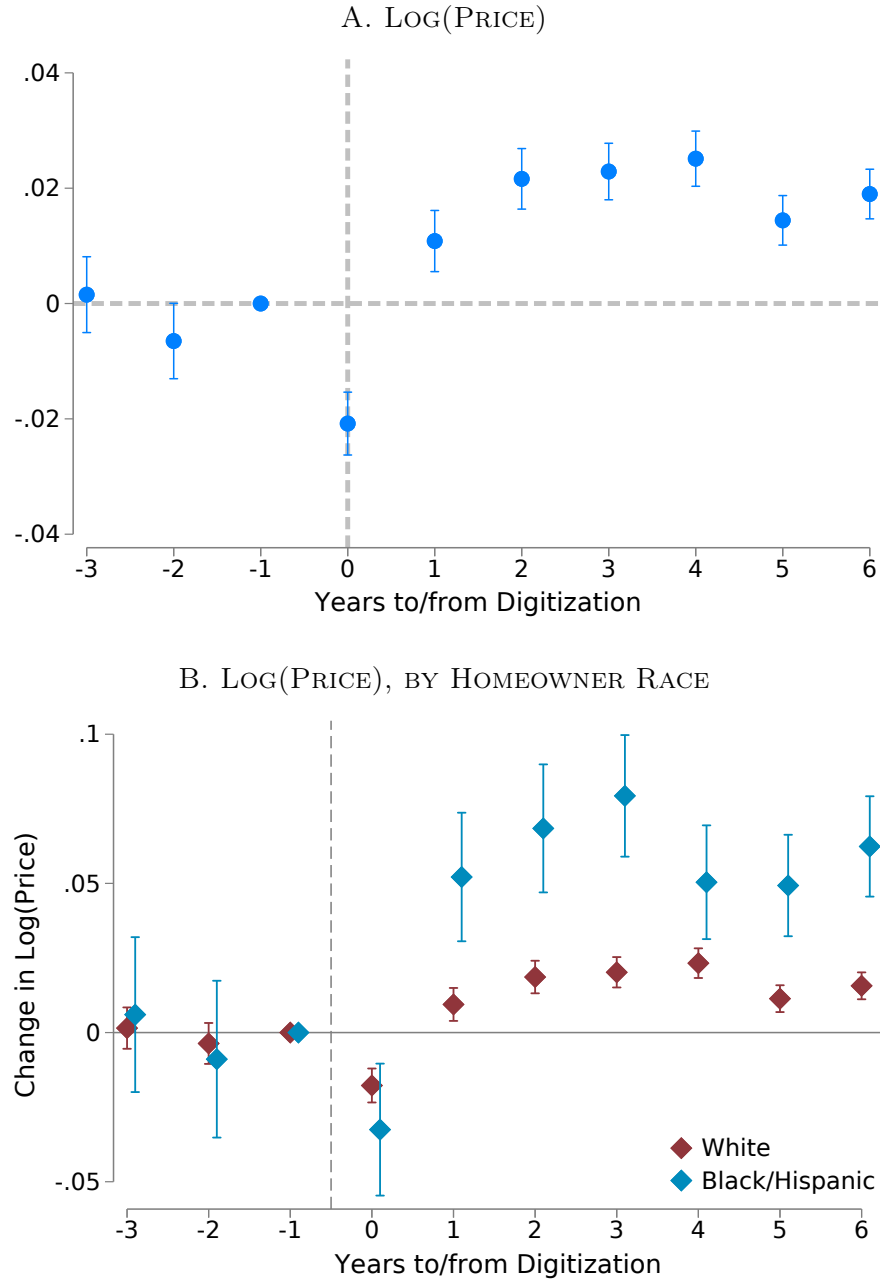 A. LOG(PRICE)
.04
.02
0
-.02
-.04
-3 -2 -1 0 1 2 3 4 5 6
Years to/from Digitization
B. LOG(PRICE), BY HOMEOWNER RACE
Change in Log(Price)
.1
.05
0
-.05
White
Black/Hispanic
-3 -2 -1 0 1 2 3 4 5 6
Years to/from Digitization